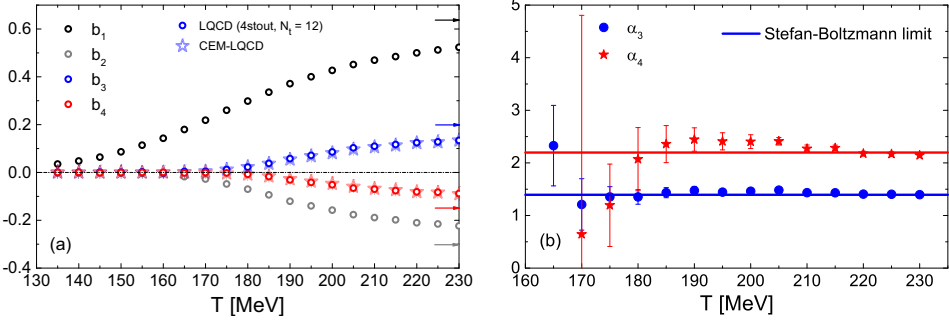 0.6
0.4
0.2
0.0
-0.2
-0.4
b₁
b₂
b₃
b₄
LQCD (4stout, Nₜ = 12)
CEM-LQCD
(a)
130 140 150 160 170 180 190 200 210 220 230
T [MeV]
5
4
3
2
1
0
α₃
α₄
Stefan-Boltzmann limit
(b)
160 170 180 190 200 210 220 230
T [MeV]